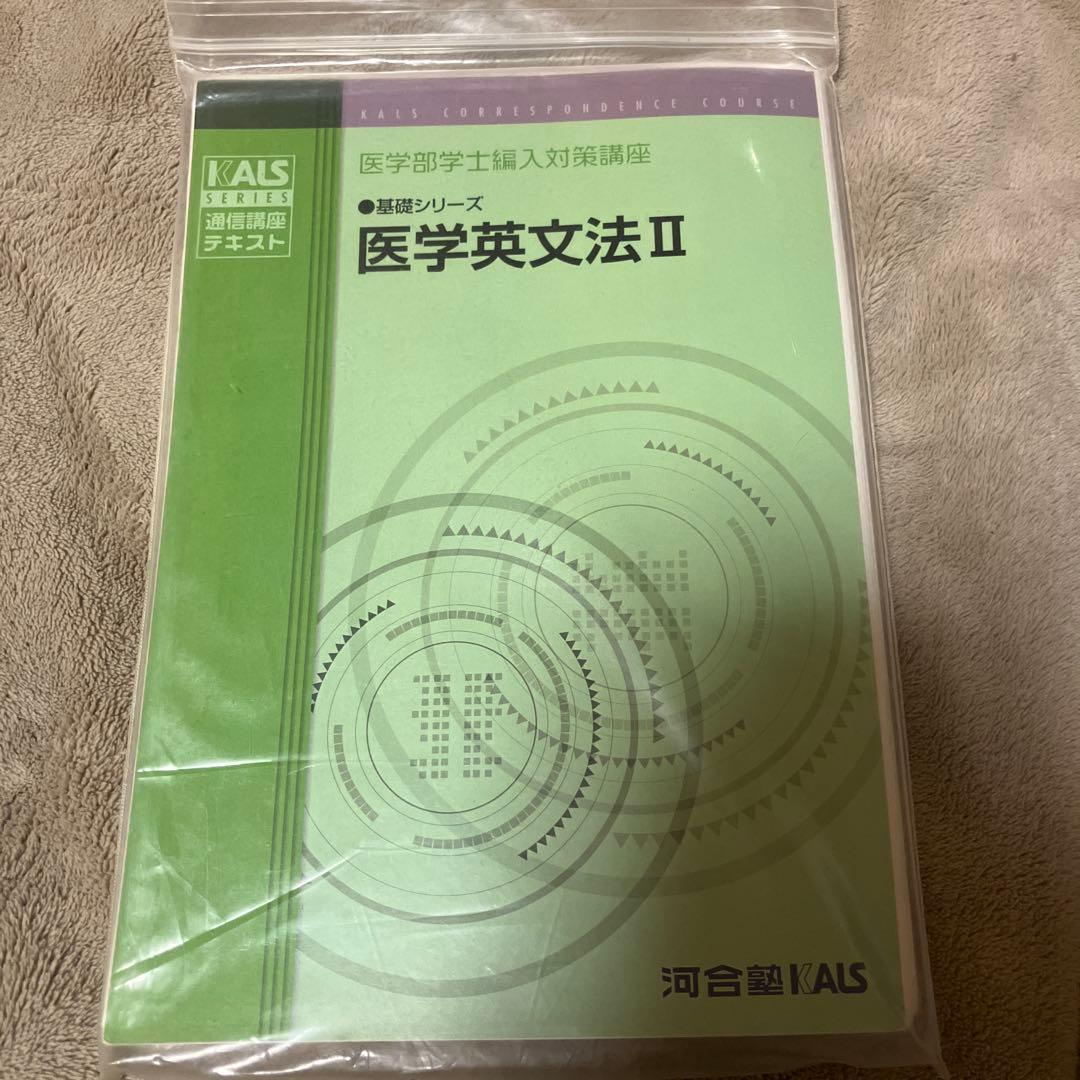 KALS CORRESPONDENCE COURSE
医学部学士編入対策講座
KALS
SERIES
通信講座
テキスト
●基礎シリーズ
医学英文法Ⅱ
河合塾KALS